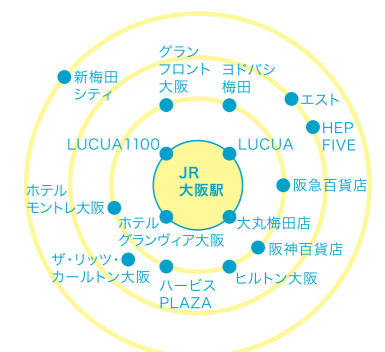 グラン
フロント
大阪
ヨドバシ
梅田
新梅田
シティ
エスト
HEP
FIVE
LUCUA1100
LUCUA
JR
大阪駅
阪急百貨店
ホテル
モントレ大阪
ホテル
グランヴィア大阪
大丸梅田店
阪神百貨店
ザ・リッツ・
カールトン大阪
ハービス
PLAZA
ヒルトン大阪